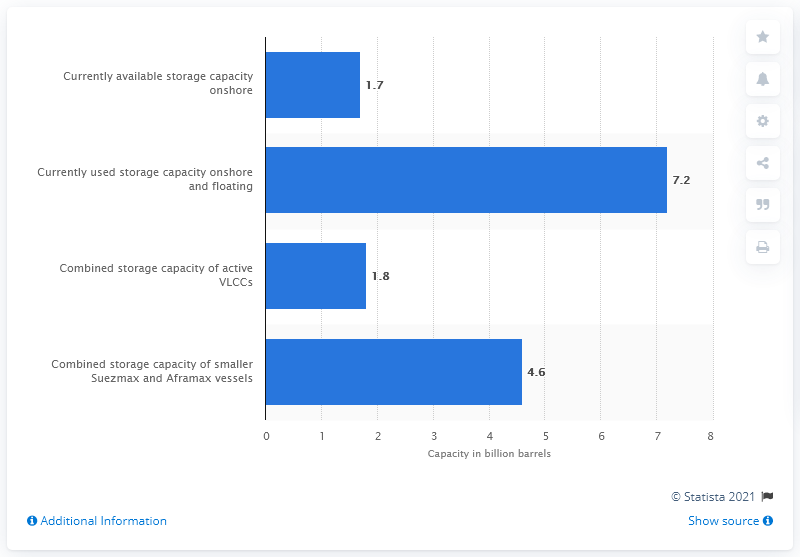 Currently available storage capacity
onshore
1.7
Currently used storage capacity onshore
and floating
7.2
Combined storage capacity of active
VLCCs
1.8
Combined storage capacity of smaller
Suezmax and Aframax vessels
4.6
0 1 2 3 4 5 6 7 8
Capacity in billion barrels
© Statista 2021
Additional Information
Show source